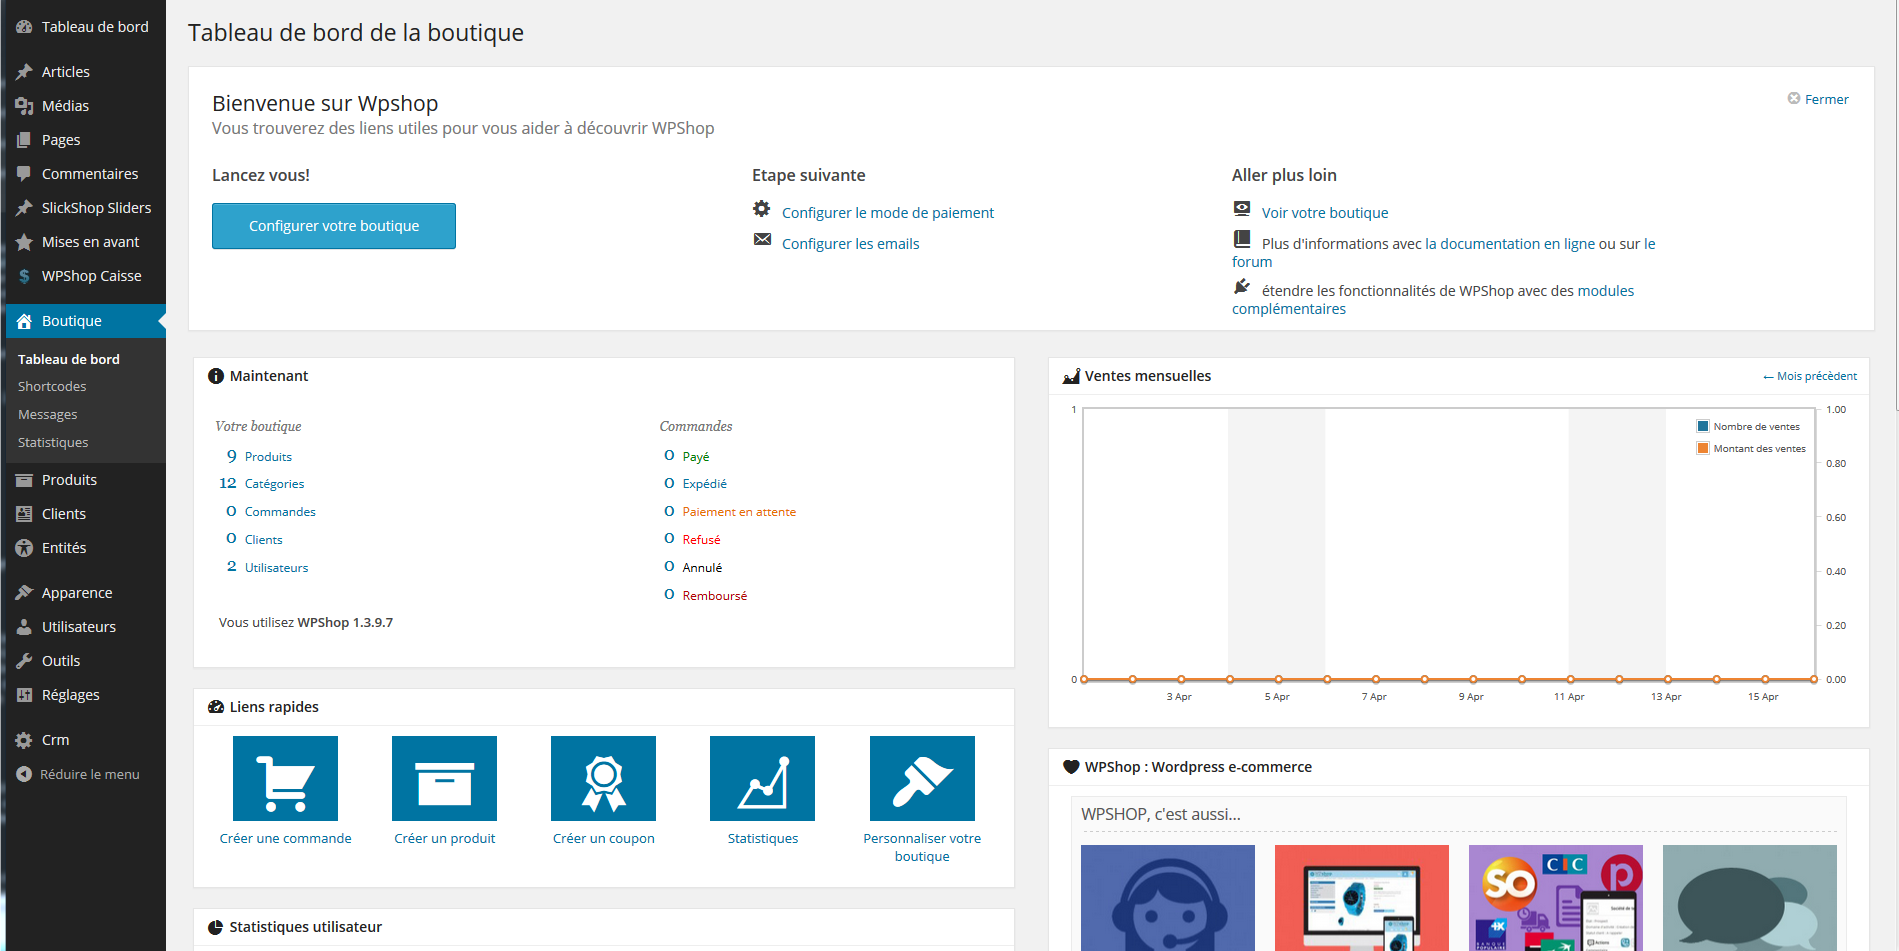 Tableau de bord
Articles
Médias
Pages
Commentaires
SlickShop Sliders
Mises en avant
WPShop Caisse
Boutique
Tableau de bord
Shortcodes
Messages
Statistiques
Produits
Clients
Entités
Apparence
Utilisateurs
Outils
Réglages
Crm
Réduire le menu
Tableau de bord de la boutique
Bienvenue sur Wpshop
Fermer
Vous trouverez des liens utiles pour vous aider à découvrir WPShop
Lancez vous!
Configurer votre boutique
Etape suivante
Configurer le mode de paiement
Configurer les emails
Aller plus loin
Voir votre boutique
Plus d'informations avec la documentation en ligne ou sur le
forum
étendre les fonctionnalités de WPShop avec des modules
complémentaires
Maintenant
Votre boutique
9 Produits
12 Catégories
0 Commandes
0 Clients
2 Utilisateurs
Commandes
0 Payé
0 Expédié
0 Paiement en attente
0 Refusé
0 Annulé
0 Remboursé
Vous utilisez WPShop 1.3.9.7
Liens rapides
Créer une commande
Créer un produit
Créer un coupon
Statistiques
Personnaliser votre
boutique
Statistiques utilisateur
Ventes mensuelles
← Mois précèdent
1
0
Nombre de ventes
Montant des ventes
1.00
0.80
0.60
0.40
0.20
0.00
3 Apr 5 Apr 7 Apr 9 Apr 11 Apr 13 Apr 15 Apr
WPShop : Wordpress e-commerce
WPSHOP, c'est aussi...
SO
CIC
p
BANQUE
POPULAIRE
Actions